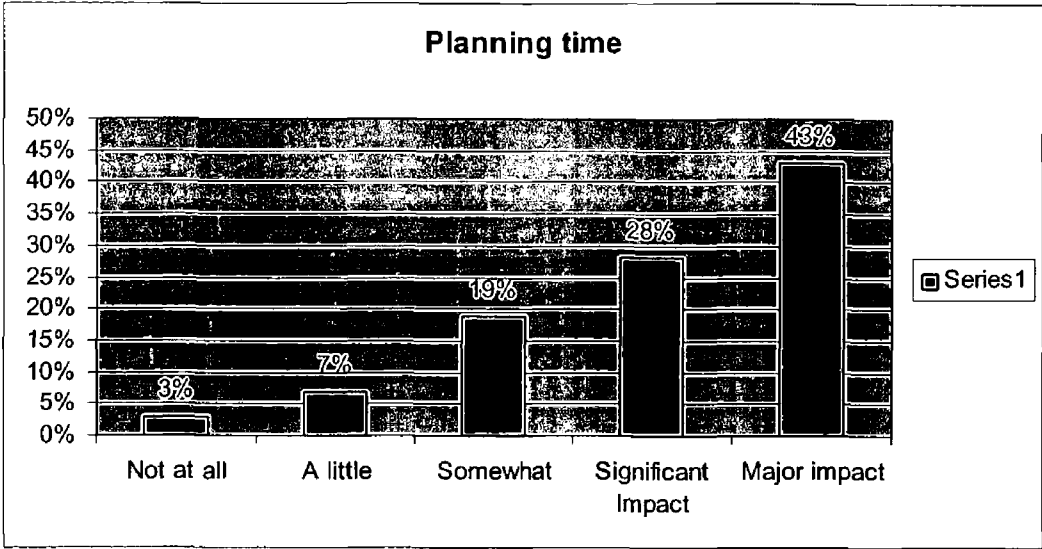 Planning time
50%
45%
40%
35%
30%
25%
20%
15%
10%
5%
0%
3%
7%
19%
28%
43%
Not at all
A little
Somewhat
Significant
Impact
Major impact
Series1